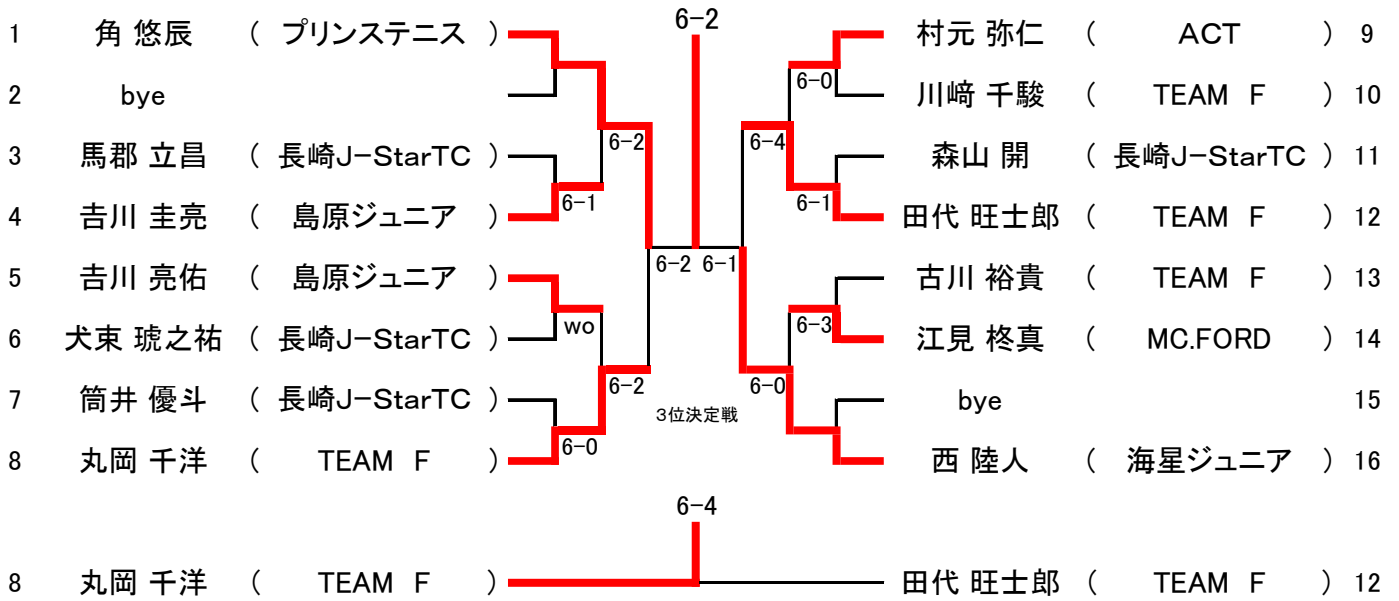 6-2
1 角 悠辰 ( プリンステニス ) 村元 弥仁 ( ACT ) 9
6-0
2 bye 川﨑 千駿 ( TEAM F ) 10
6-2 6-4
3 馬郡 立昌 ( 長崎J-StarTC ) 森山 開 ( 長崎J-StarTC ) 11
6-1 6-1
4 吉川 圭亮 ( 島原ジュニア ) 田代 旺士郎 ( TEAM F ) 12
6-2 6-1
5 吉川 亮佑 ( 島原ジュニア ) 古川 裕貴 ( TEAM F ) 13
wo 6-3
6 犬束 琥之祐 ( 長崎J-StarTC ) 江見 柊真 ( MC.FORD ) 14
6-2 6-0
7 筒井 優斗 ( 長崎J-StarTC ) bye 15
3位決定戦
6-0
8 丸岡 千洋 ( TEAM F ) 西 陸人 ( 海星ジュニア ) 16
6-4
8 丸岡 千洋 ( TEAM F ) 田代 旺士郎 ( TEAM F ) 12